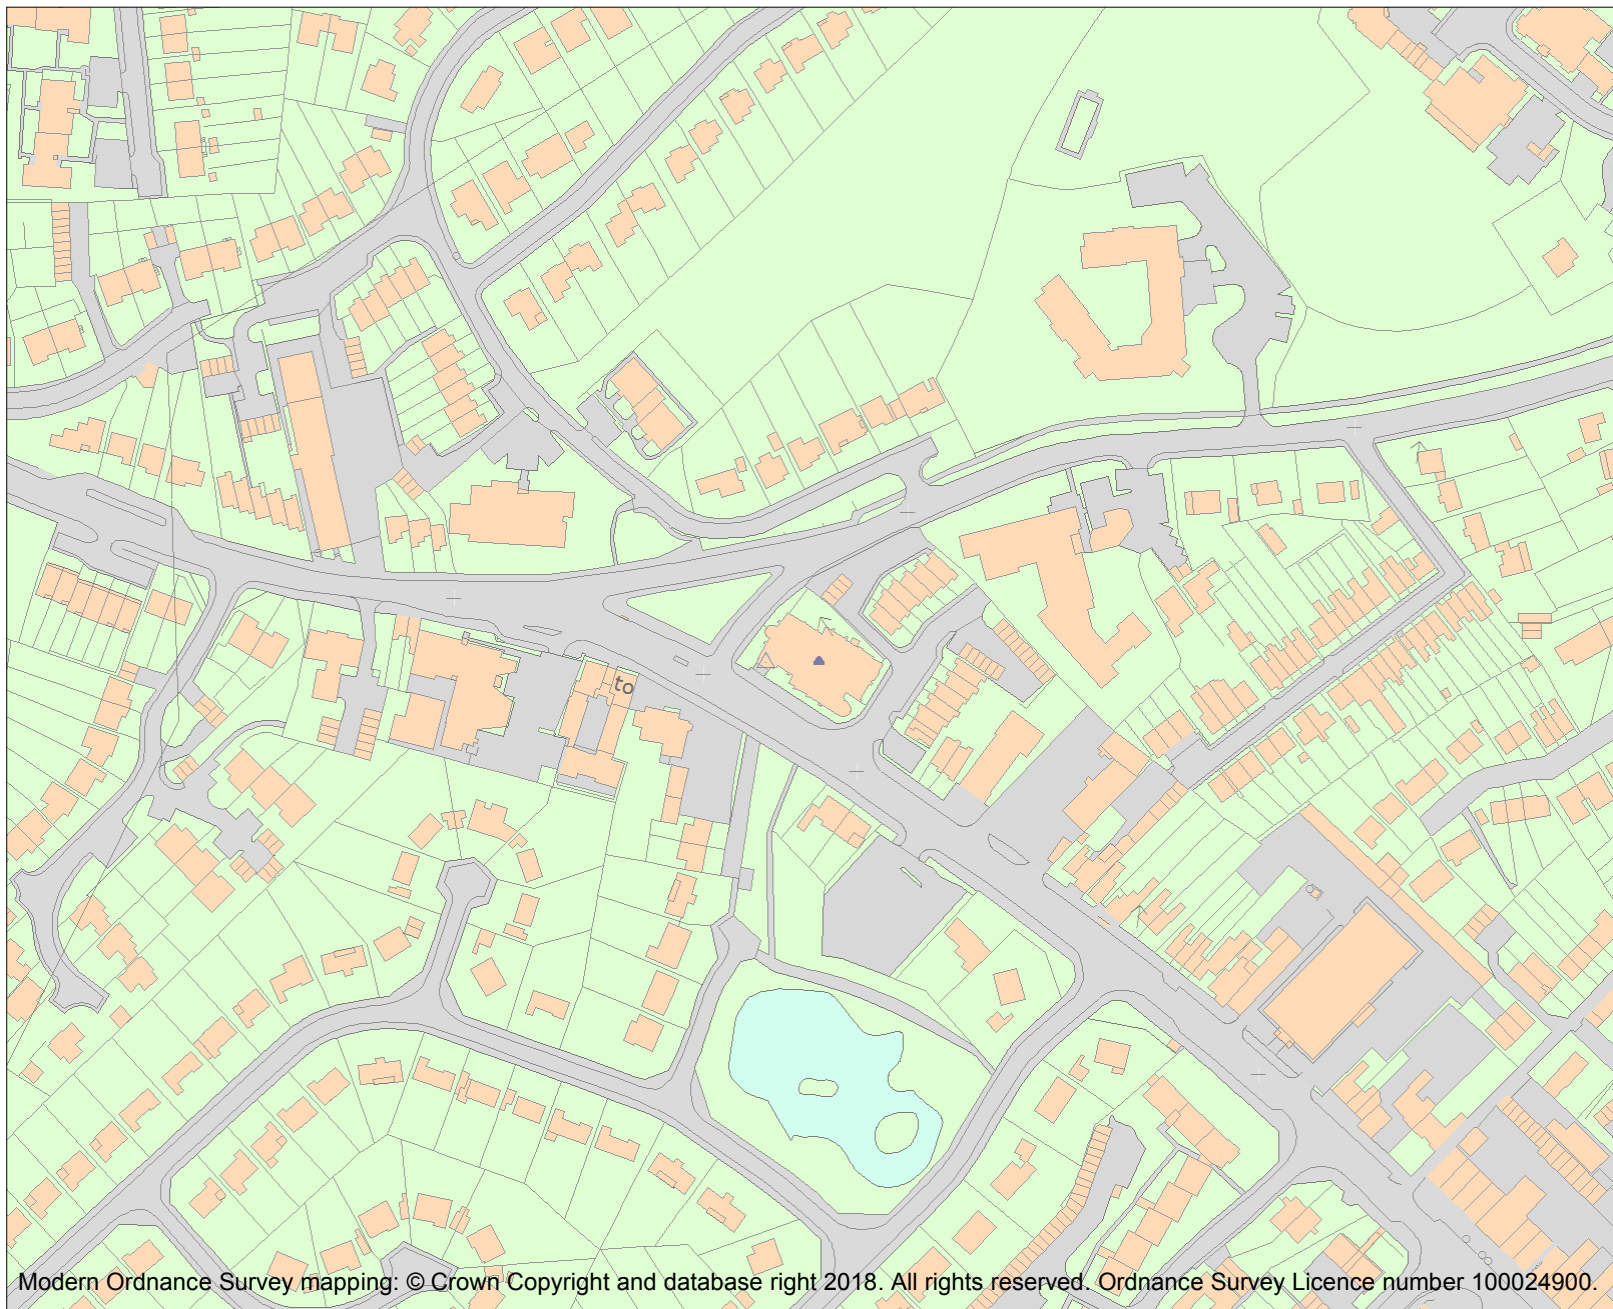 to
Modern Ordnance Survey mapping: © Crown Copyright and database right 2018. All rights reserved. Ordnance Survey Licence number 100024900.